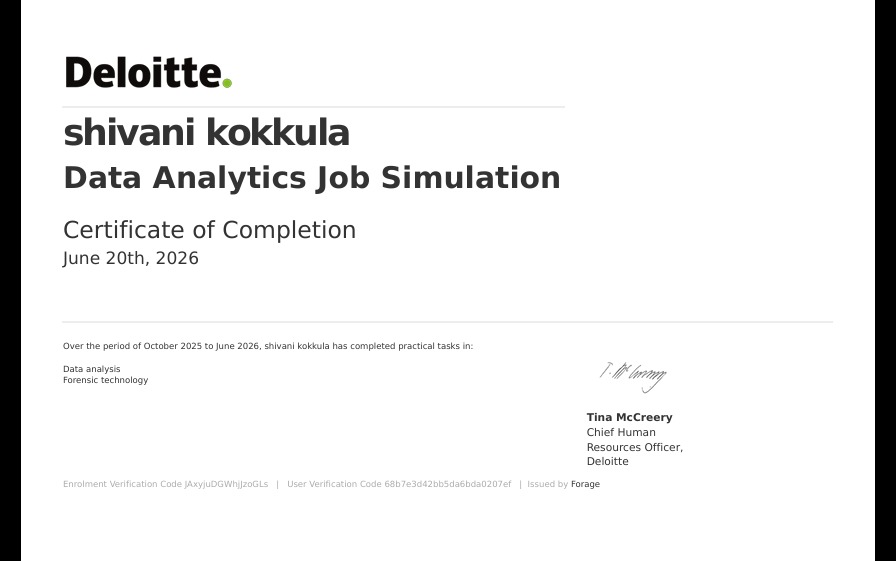 Deloitte.
shivani kokkula
Data Analytics Job Simulation
Certificate of Completion
June 20th, 2026
Over the period of October 2025 to June 2026, shivani kokkula has completed practical tasks in:
Data analysis
Forensic technology
T. McCreery
Tina McCreery
Chief Human
Resources Officer,
Deloitte
Enrolment Verification Code JAxyjuDGWhjJzoGLs | User Verification Code 68b7e3d42bb5da6bda0207ef | Issued by Forage